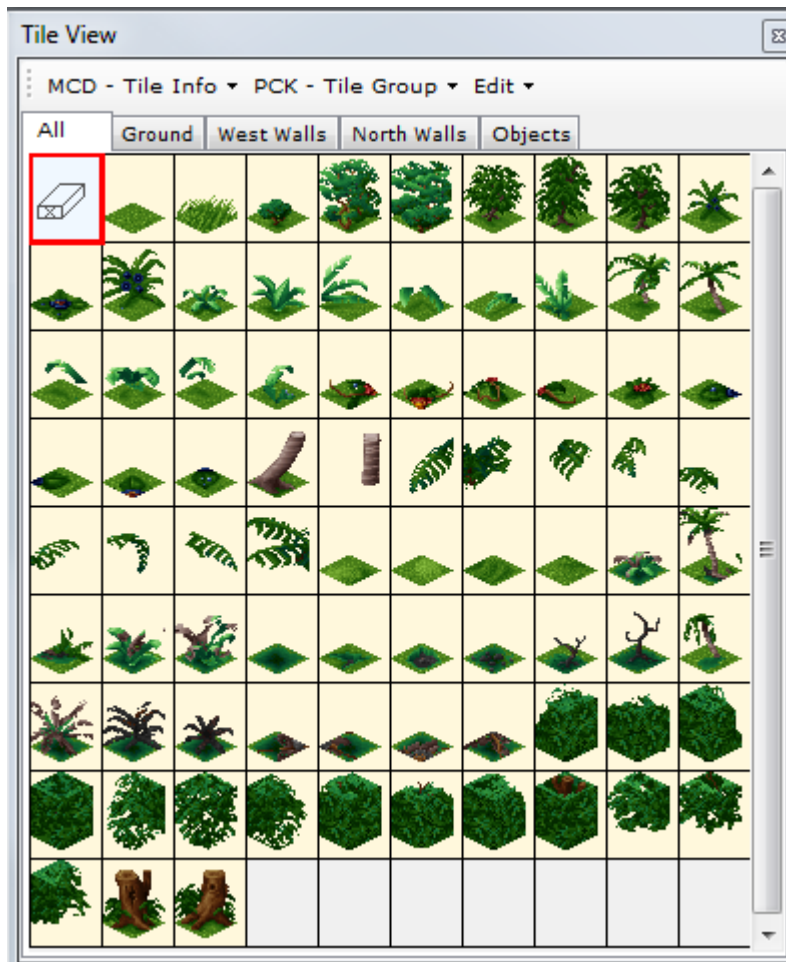 Tile View
MCD - Tile Info PCK - Tile Group Edit
All Ground West Walls North Walls Objects